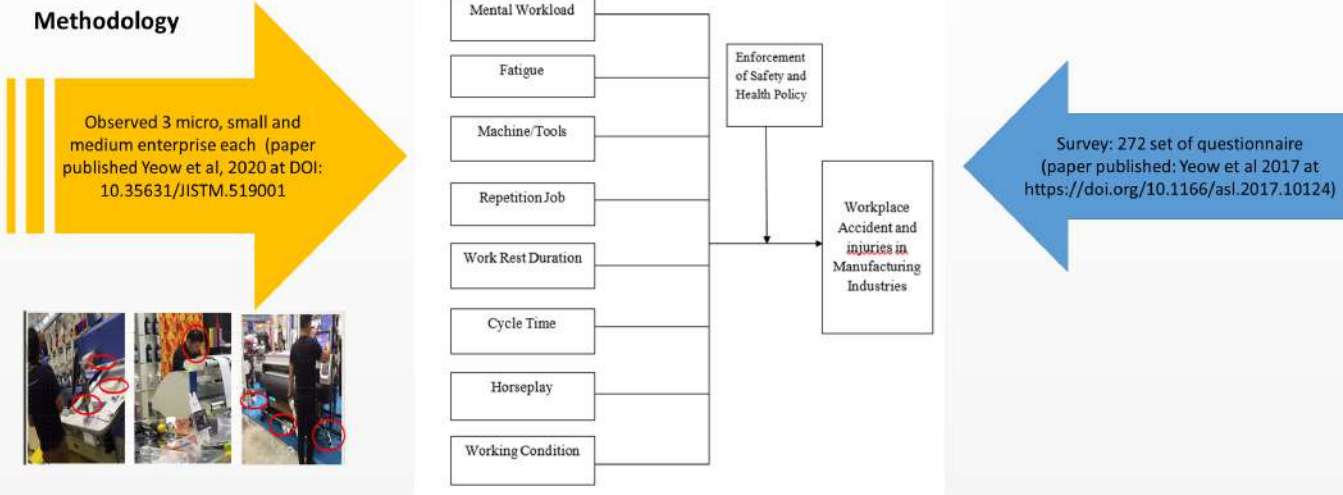 Methodology
Observed 3 micro, small and
medium enterprise each (paper
published Yeow et al, 2020 at DOI:
10.35631/JISTM.519001
Mental Workload
Fatigue
Machine/Tools
Repetition Job
Work Rest Duration
Cycle Time
Horseplay
Working Condition
Enforcement
of Safety and
Health Policy
Workplace
Accident and
injuries in
Manufacturing
Industries
Survey: 272 set of questionnaire
(paper published: Yeow et al 2017 at
https://doi.org/10.1166/asl.2017.10124)